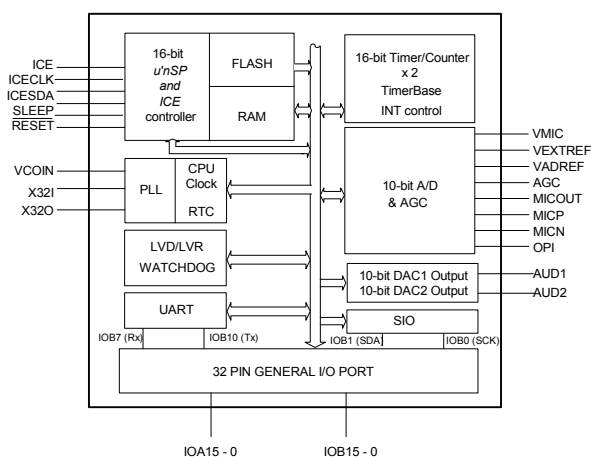 ICE
ICECLK
ICESDA
SLEEP
RESET
16-bit
u'nSP
and
ICE
controller
FLASH
RAM
16-bit Timer/Counter
x 2
TimerBase
INT control
VCOIN
X32I
X32O
PLL
CPU
Clock
RTC
10-bit A/D
& AGC
VMIC
VEXTREF
VADREF
AGC
MICOUT
MICP
MICN
OPI
LVD/LVR
WATCHDOG
10-bit DAC1 Output
10-bit DAC2 Output
AUD1
AUD2
UART
SIO
IOB7 (Rx)
IOB10 (Tx)
IOB1 (SDA)
IOB0 (SCK)
32 PIN GENERAL I/O PORT
IOA15 - 0
IOB15 - 0